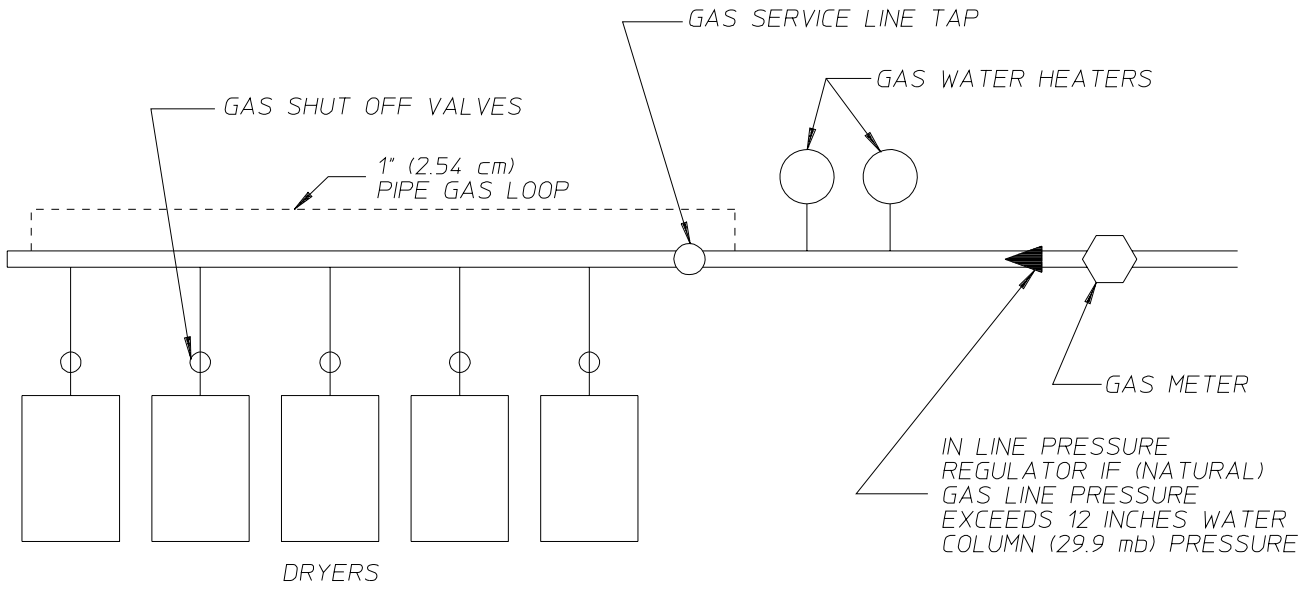 GAS SERVICE LINE TAP
GAS WATER HEATERS
GAS SHUT OFF VALVES
1" (2.54 cm)
PIPE GAS LOOP
GAS METER
IN LINE PRESSURE
REGULATOR IF (NATURAL)
GAS LINE PRESSURE
EXCEEDS 12 INCHES WATER
COLUMN (29.9 mb) PRESSURE
DRYERS